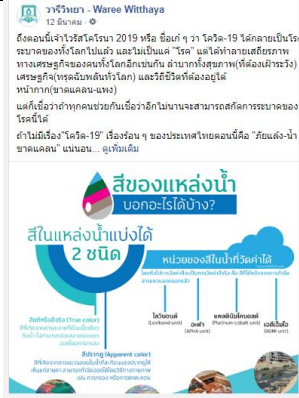 วารีวิทยา - Waree Witthaya
12 มีนาคม ·
ถึงตอนนี้เจ้าไวรัสโคโรนา 2019 หรือ ชื่อเก๋ ๆ ว่า โควิด-19 ได้กลายเป็นโร
ระบาดของทั้งโลกไปแล้ว และไม่เป็นแค่ "โรค" แต่ได้ทำลายเสถียรภาพ
ทางเศรษฐกิจของคนทั้งโลกอีกเช่นกัน ลำบากทั้งสุขภาพ(ที่ต้องเฝ้าระวัง)
เศรษฐกิจ(ทรุดฉับพลันทั่วโลก) และวิถีชีวิตที่ต้องอยู่ใต้
หน้ากาก(ขาดแคลน-แพง)
แต่ก็เชื่อว่าถ้าทุกคนช่วยกันเชื่อว่าอีกไม่นานจะสามารถสกัดการระบาดของ
โรคนี้ได้
ถ้าไม่มีเรื่อง"โควิด-19" เรื่องร้อน ๆ ของประเทศไทยตอนนี้คือ "ภัยแล้ง-น้ำ
ขาดแคลน" แน่นอน... ดูเพิ่มเติม
สีของแหล่งน้ำ
บอกอะไรได้บ้าง?
สีในแหล่งน้ำแบ่งได้
2 ชนิด
หน่วยของสีในน้ำที่วัดค่าได้
สีแท้หรือสีจริง (True color)
สีปรากฏ (Apparent color)
โลวิบอนด์
(Lovibond unit)
อะฟา
(APHA unit)
แพลตินัมโคบอลต์
(Platinum cobalt unit)
เอดีเอ็มไอ
(ADMI unit)